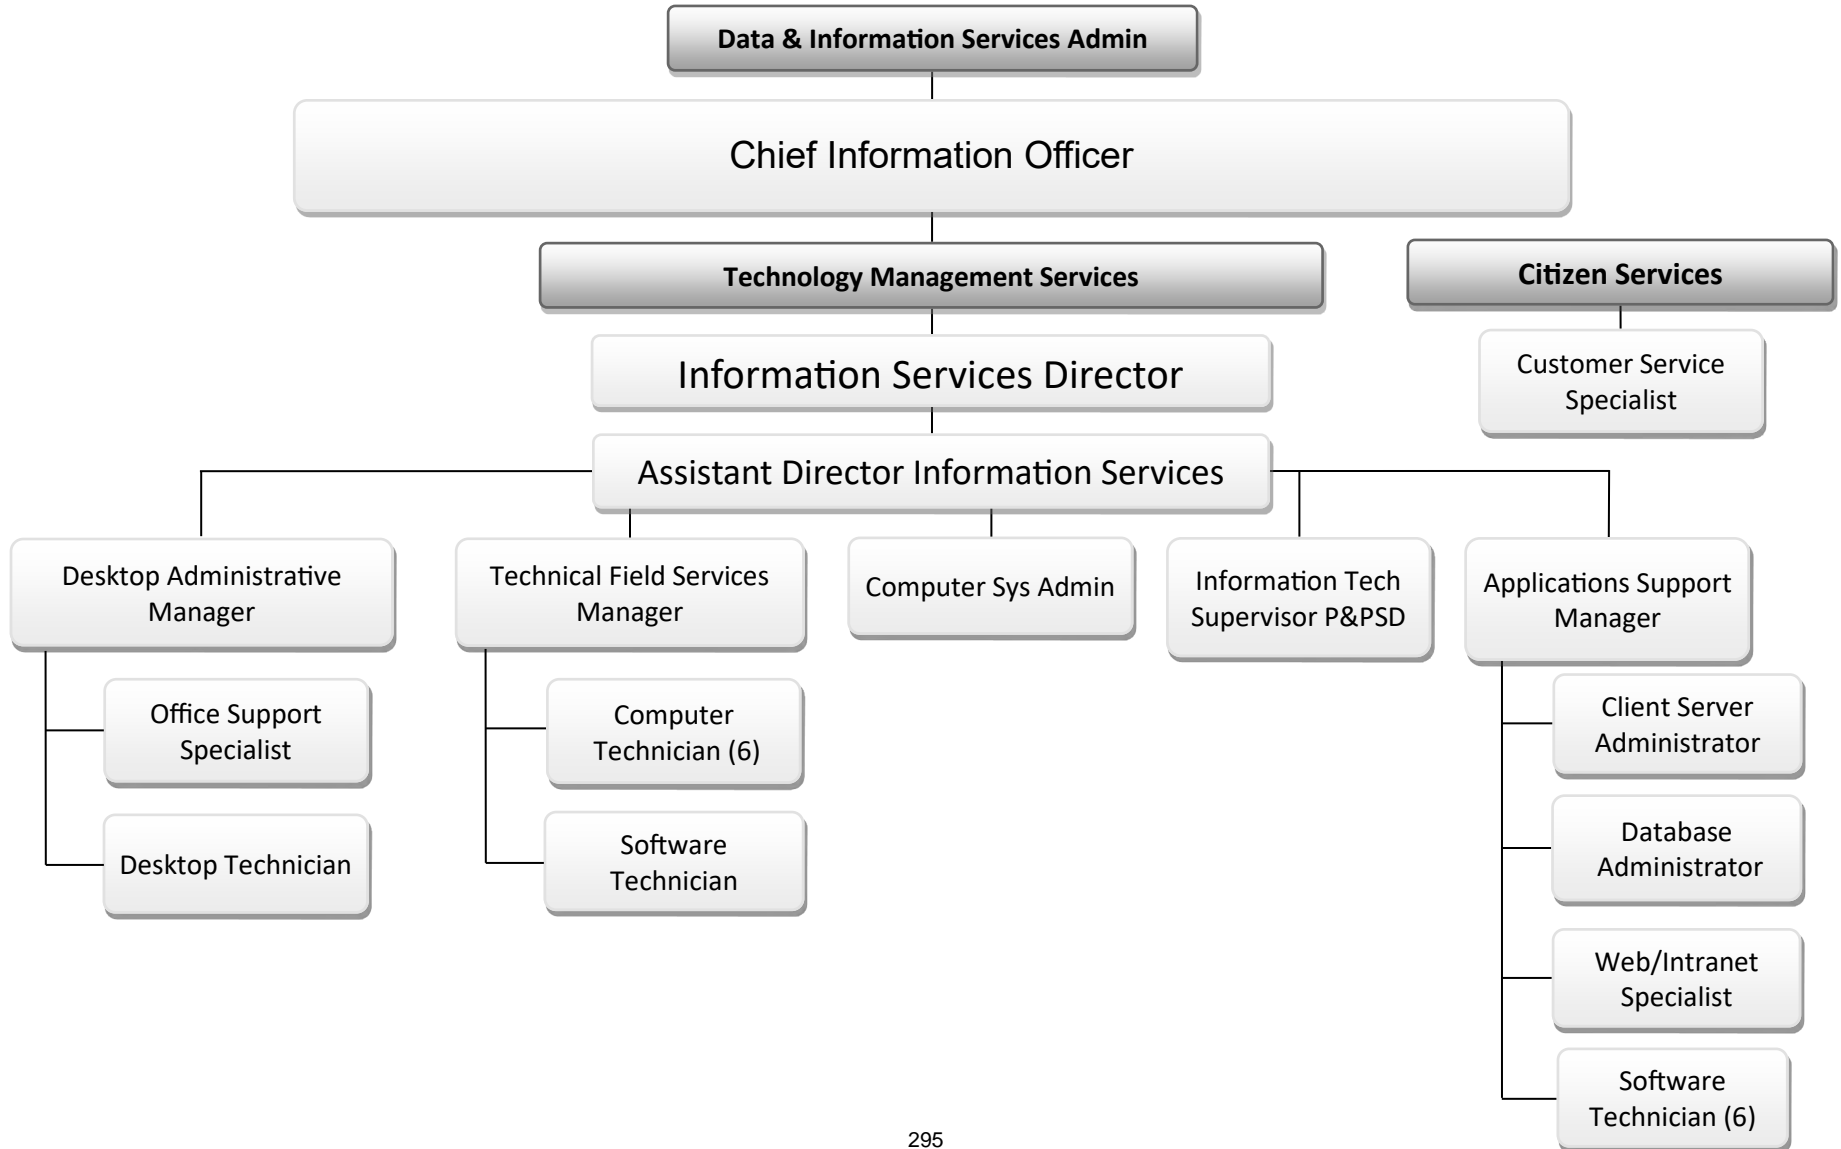 Data & Information Services Admin
Chief Information Officer
Technology Management Services
Citizen Services
Information Services Director
Customer Service
Specialist
Assistant Director Information Services
Desktop Administrative
Manager
Technical Field Services
Manager
Computer Sys Admin
Information Tech
Supervisor P&PSD
Applications Support
Manager
Office Support
Specialist
Desktop Technician
Computer
Technician (6)
Software
Technician
Client Server
Administrator
Database
Administrator
Web/Intranet
Specialist
Software
Technician (6)
295